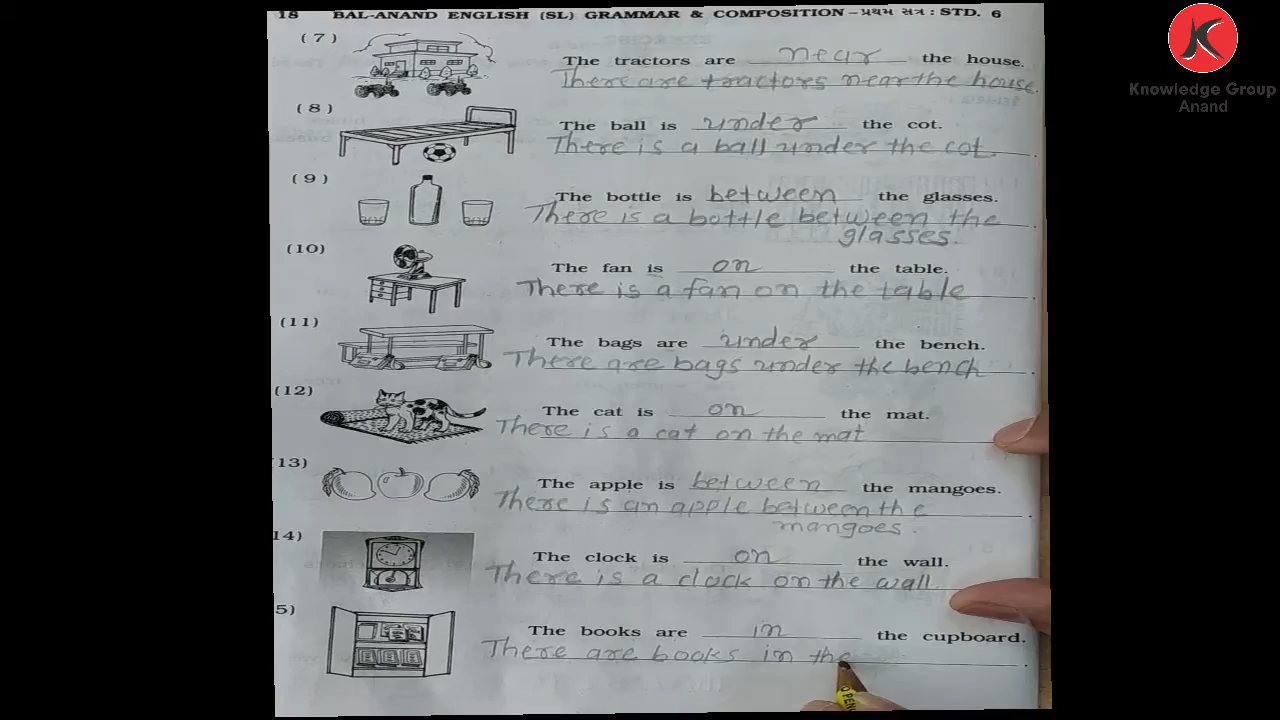 18 BAL-ANAND ENGLISH (SL) GRAMMAR & COMPOSITION – પ્રથમ સત્ર : STD. 6
Knowledge Group
Anand
(7)
The tractors are near the house.
There are tractors near the house.
(8)
The ball is under the cot.
There is a ball under the cot.
(9)
The bottle is between the glasses.
There is a bottle between the
glasses.
(10)
The fan is on the table.
There is a fan on the table.
(11)
The bags are under the bench.
There are bags under the bench.
(12)
The cat is on the mat.
There is a cat on the mat.
(13)
The apple is between the mangoes.
There is an apple between the
mangoes.
14)
The clock is on the wall.
There is a clock on the wall.
5)
The books are in the cupboard.
There are books in the